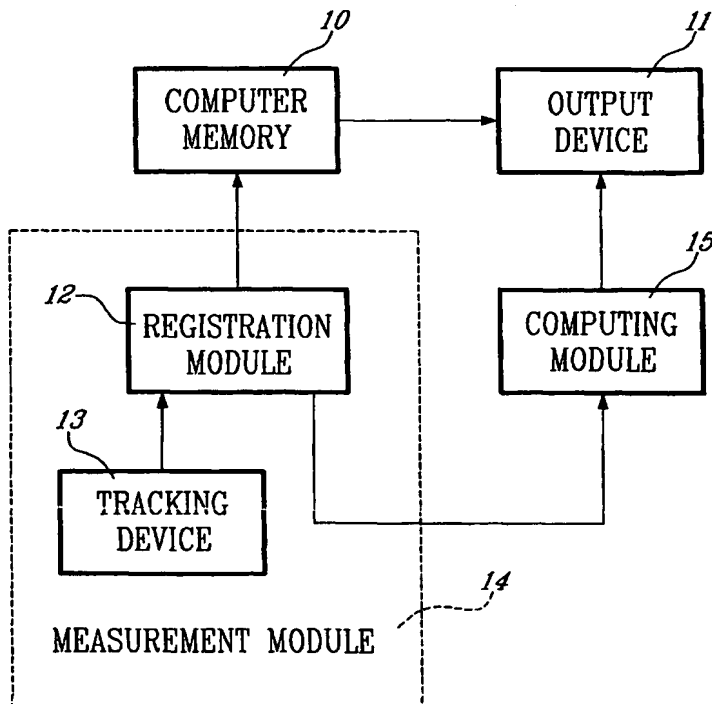 10
COMPUTER
MEMORY
11
OUTPUT
DEVICE
12
REGISTRATION
MODULE
15
COMPUTING
MODULE
13
TRACKING
DEVICE
14
MEASUREMENT MODULE